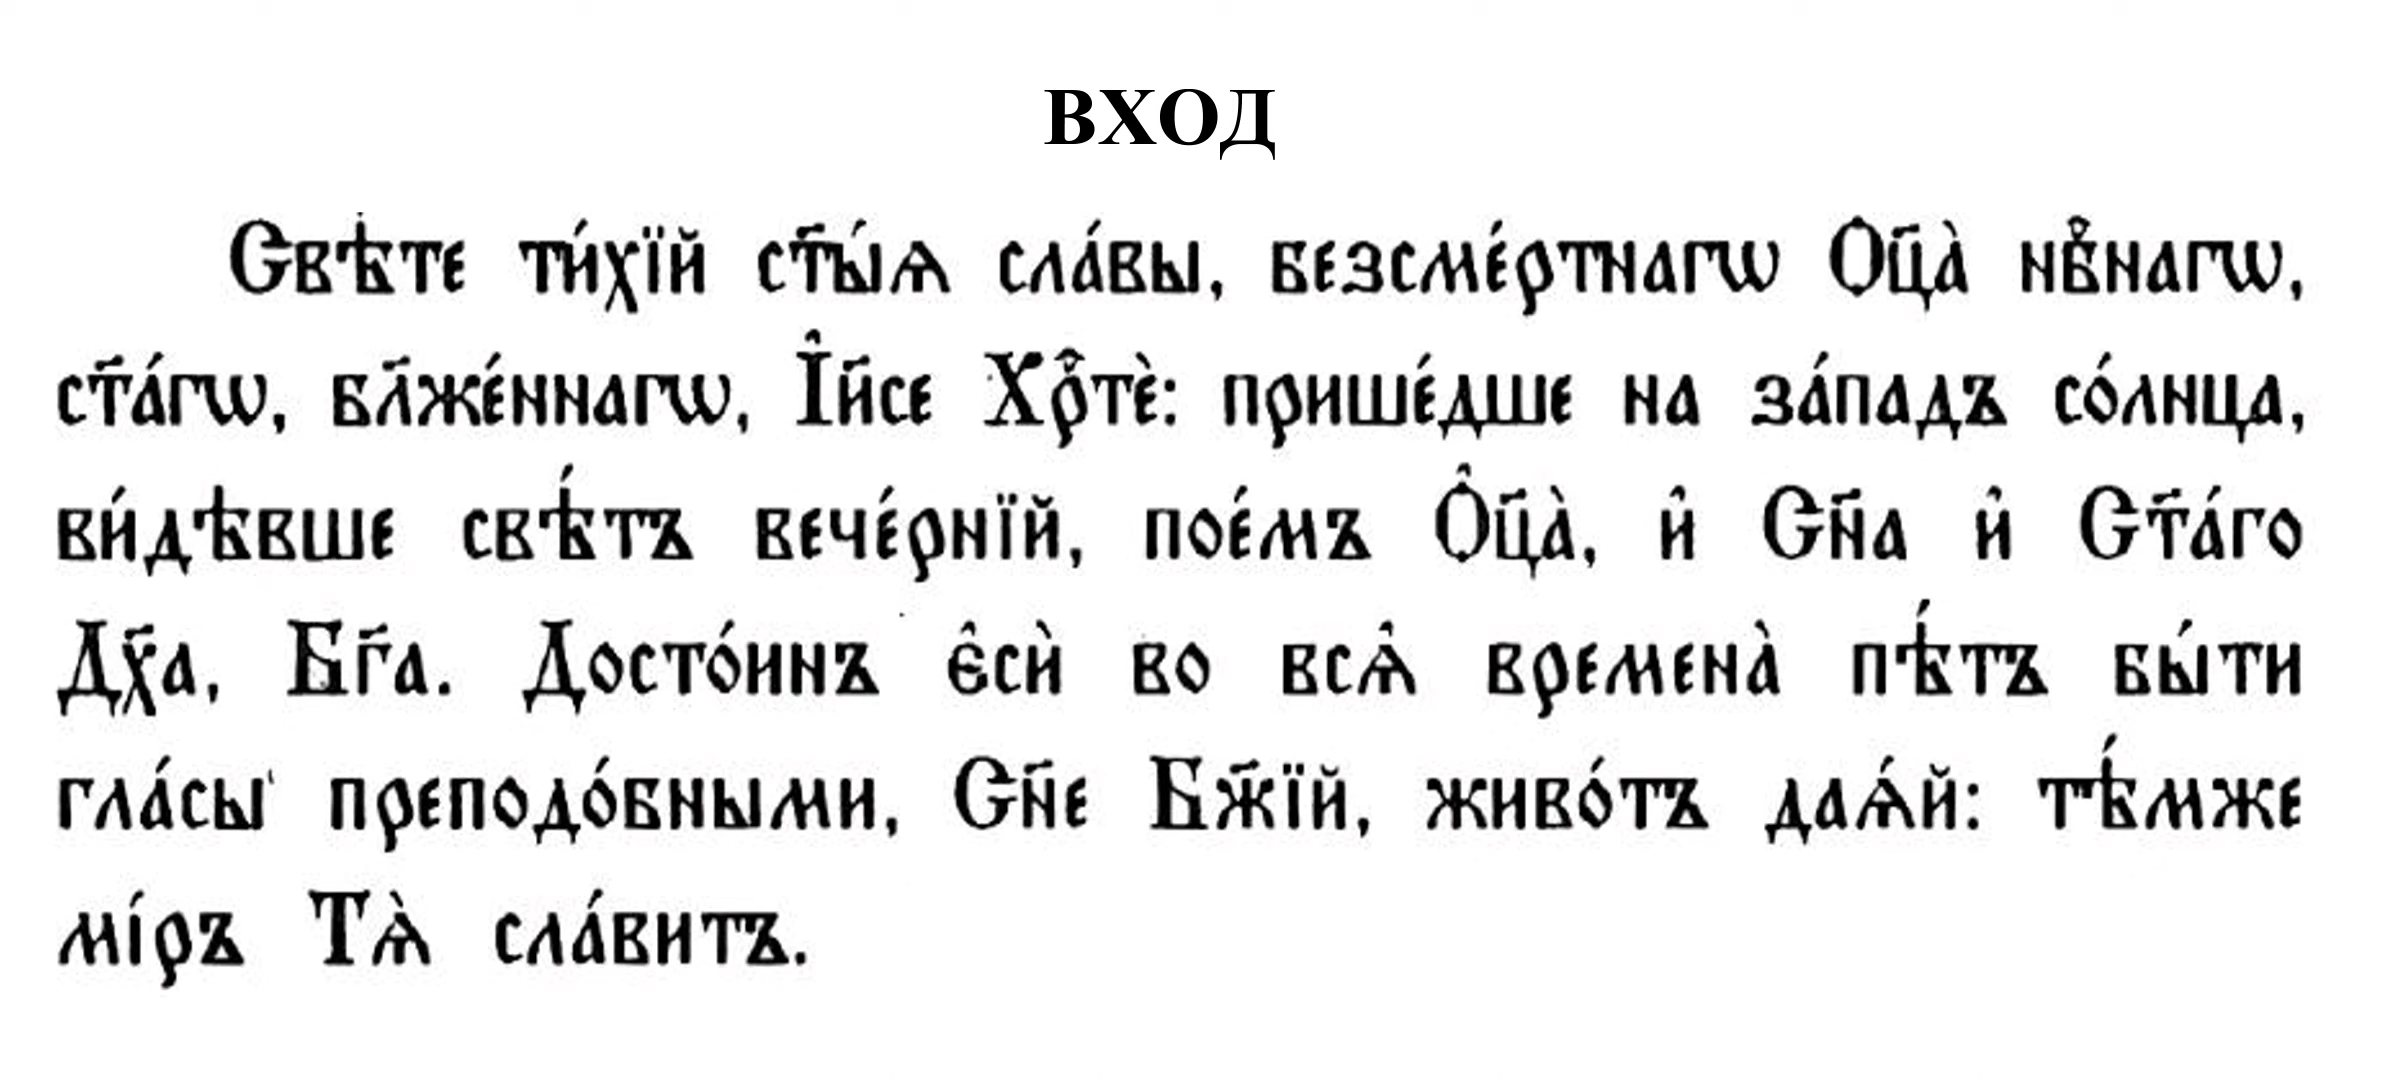 ВХОД
Свѣте ти́хїй ст҃ы́ѧ сла́вы, безсме́ртнагѡ Ѻ҆ц҃а̀ нбⷭ҇нагѡ,
ст҃а́гѡ, бл҃же́ннагѡ, І҆и҃се Хрⷭ҇тѐ: прише́дше на за́падъ со́лнца,
ви́дѣвше свѣ́тъ вече́рнїй, пое́мъ Ѻ҆ц҃а̀, и҆ Сн҃а и҆ Ст҃а́го
Дх҃а, Бг҃а. Досто́инъ є҆сѝ во всѧ҆̀ времена̀ пѣ́тъ бы́ти
гла́сы преподо́бными, Сн҃е Бж҃їй, живо́тъ даѧ́й: тѣ́мже
мі́ръ Тѧ̀ сла́витъ.